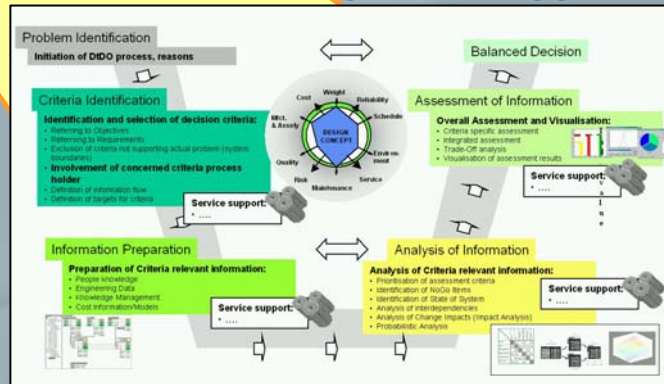 Problem Identification
Initiation of DtDO process, reasons
Balanced Decision
Criteria Identification
Identification and selection of decision criteria:
• Referring to Objectives
• Referring to Requirements
• Exclusion of criteria not supporting actual problem (system
boundaries)
• Involvement of concerned criteria process
holder
• Definition of information flow
• Definition of targets for criteria
Service support:
• ....
Cost
Weight
Reliability
Mfct.
& Assely
Schedule
DESIGN
CONCEPT
Quality
Environ-
ment
Risk
Maintenance
Service
Assessment of Information
Overall Assessment and Visualisation:
• Criteria specific assessment
• Integrated assessment
• Trade-Off analysis
• Visualisation of assessment results
Service support:
• ....
v
a
l
u
e
Information Preparation
Preparation of Criteria relevant information:
• People knowledge
• Engineering Data
• Knowledge Management
• Cost Information/Models
Service support:
• ....
Analysis of Information
Analysis of Criteria relevant information:
• Prioritisation of assessment criteria
• Identification of NoGo Items
• Identification of State of System
• Analysis of Interdependencies
• Analysis of Change Impacts (Impact Analysis)
• Probabilistic Analysis
Service support:
• ....